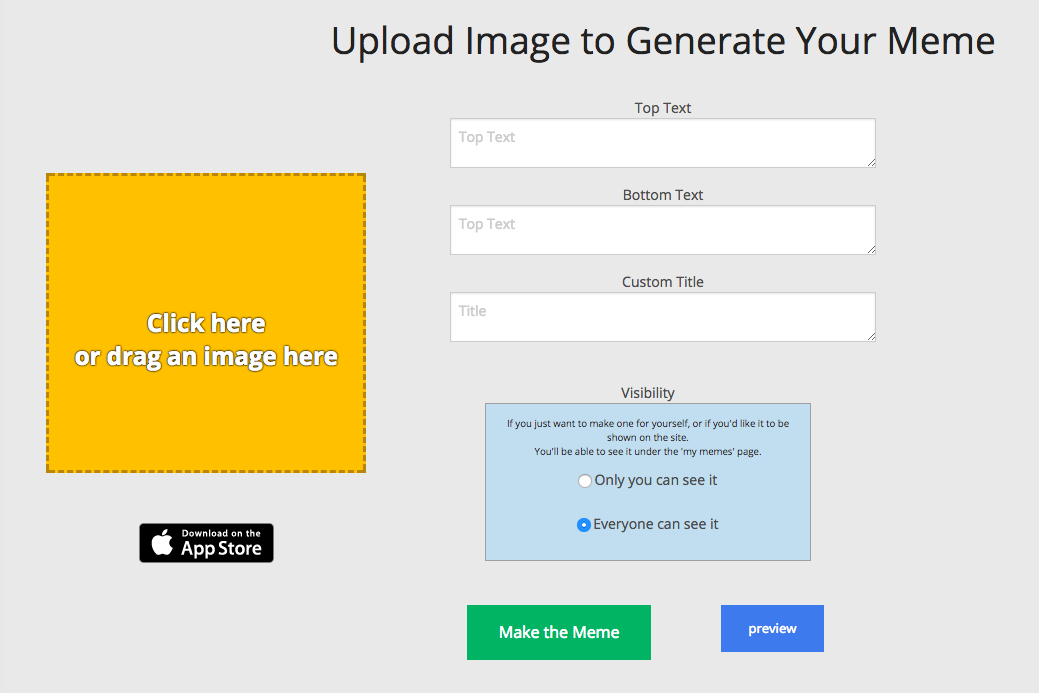 Upload Image to Generate Your Meme
Top Text
Top Text
Bottom Text
Top Text
Custom Title
Title
Click here
or drag an image here
Visibility
If you just want to make one for yourself, or if you'd like it to be
shown on the site.
You'll be able to see it under the 'my memes' page.
Only you can see it
Everyone can see it
Download on the
App Store
Make the Meme
preview